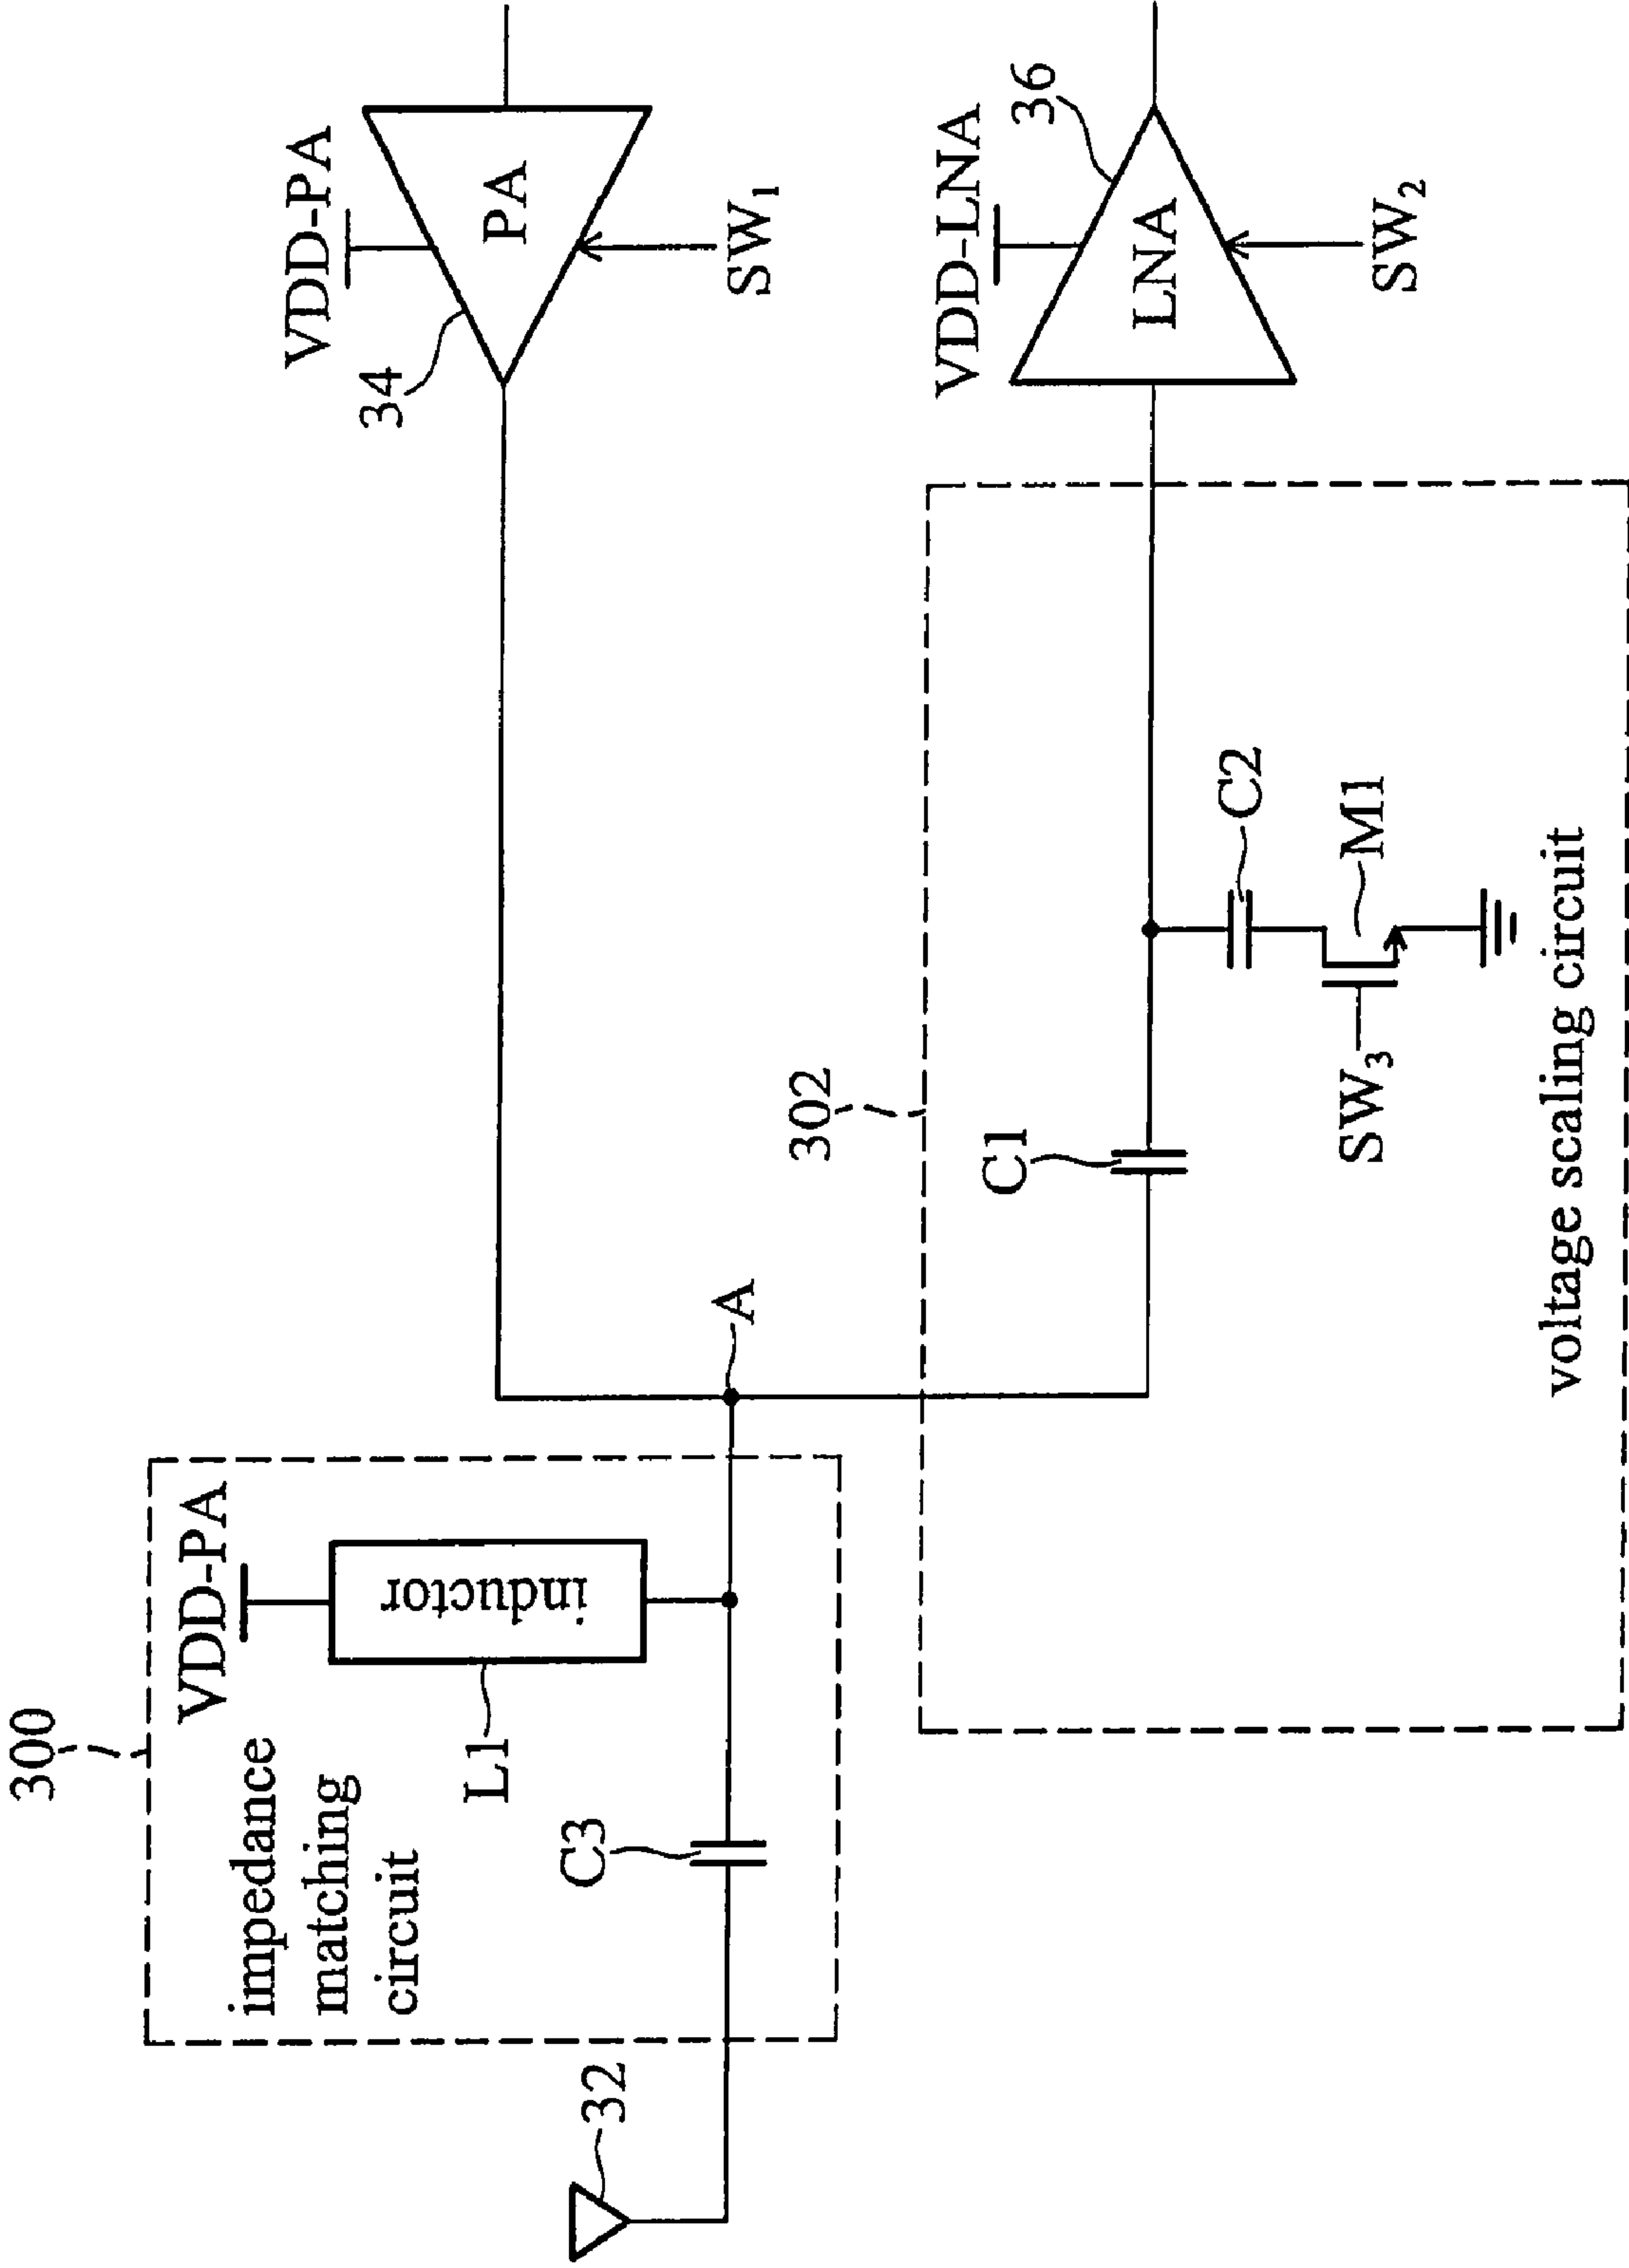 300
impedance
matching
circuit
VDD-PA
inductor
L1
C3
32
A
VDD-PA
34
PA
SW₁
302
C1
C2
M1
SW₃
voltage scaling circuit
VDD-LNA
36
LNA
SW₂